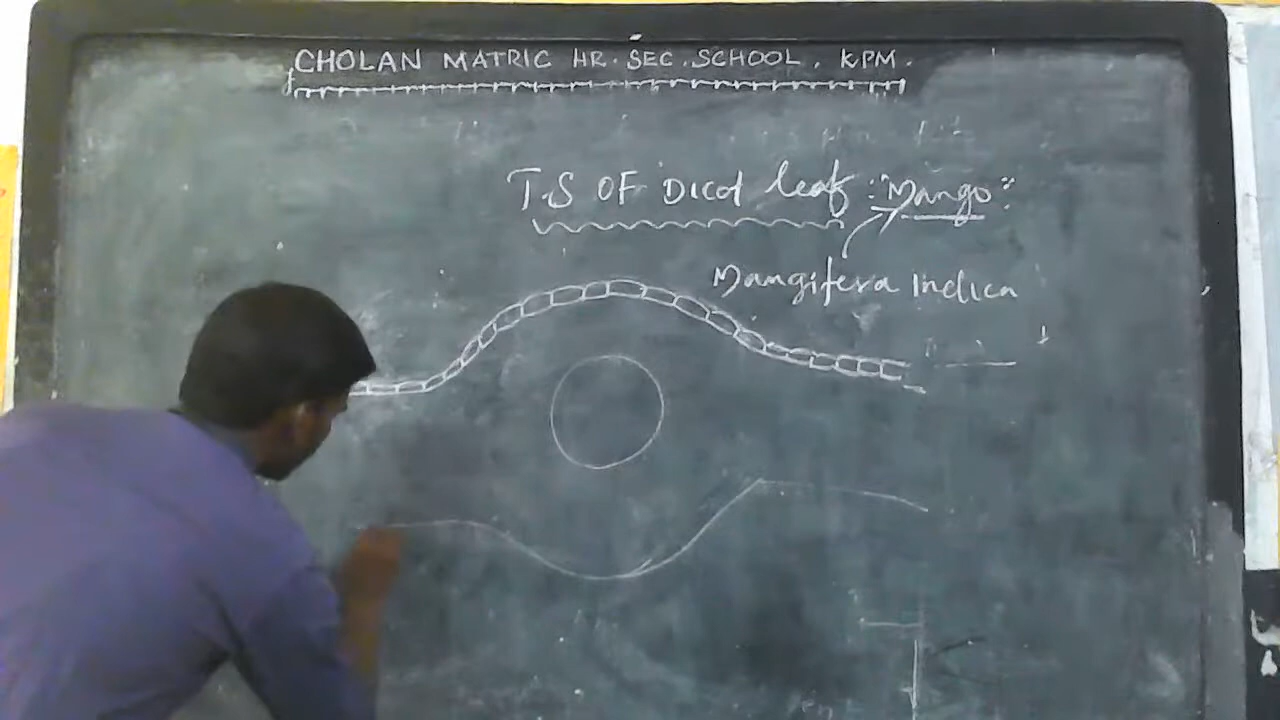 CHOLAN MATRIC HR. SEC. SCHOOL, KPM.
T.S OF Dicot leaf :"Mango":
Mangifera Indica